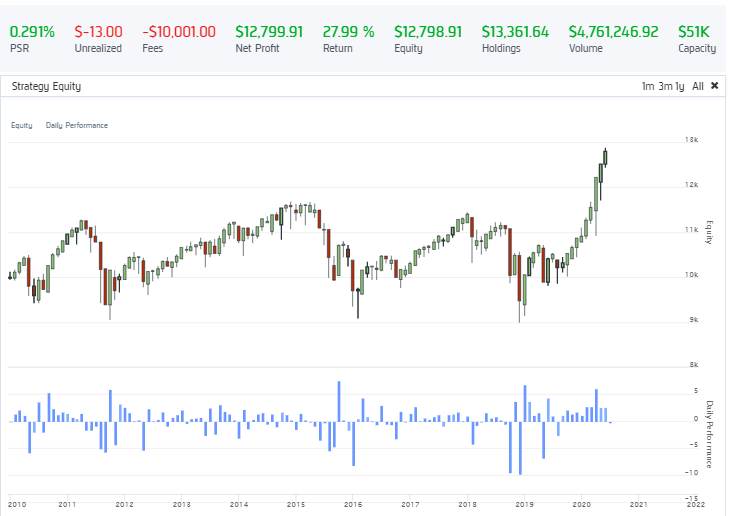 0.291% $-13.00 -$10,001.00 $12,799.91 27.99 % $12,798.91 $13,361.64 $4,761,246.92 $51K
PSR Unrealized Fees Net Profit Return Equity Holdings Volume Capacity
Strategy Equity 1m 3m 1y All ✖
Equity Daily Performance
13k
12k
11k
Equity
10k
9k
8k
5
0
-5
-10
-15
Daily Performance
2010 2011 2012 2013 2014 2015 2016 2017 2018 2019 2020 2021 2022